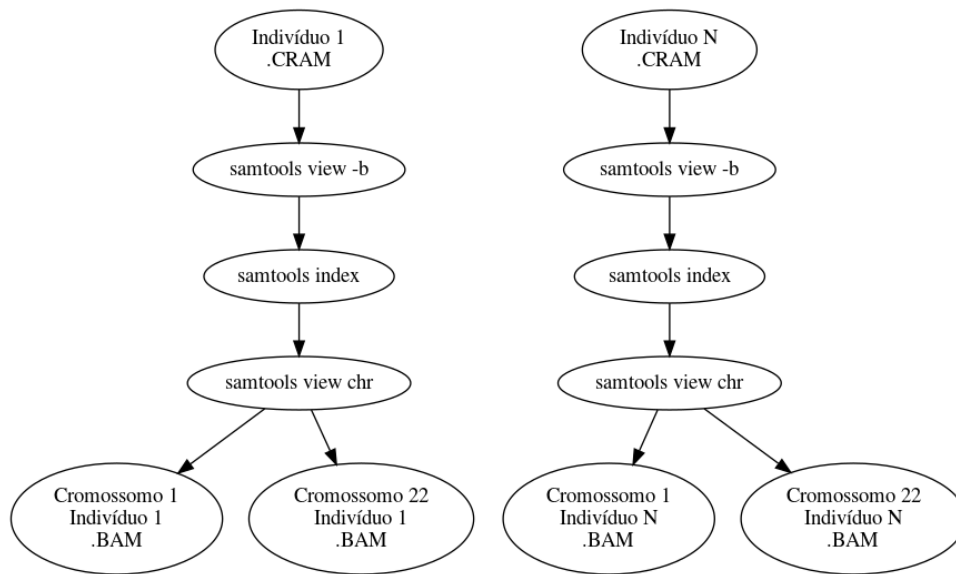 Indivíduo 1
.CRAM
Indivíduo N
.CRAM
samtools view -b
samtools view -b
samtools index
samtools index
samtools view chr
samtools view chr
Cromossomo 1
Indivíduo 1
.BAM
Cromossomo 22
Indivíduo 1
.BAM
Cromossomo 1
Indivíduo N
.BAM
Cromossomo 22
Indivíduo N
.BAM